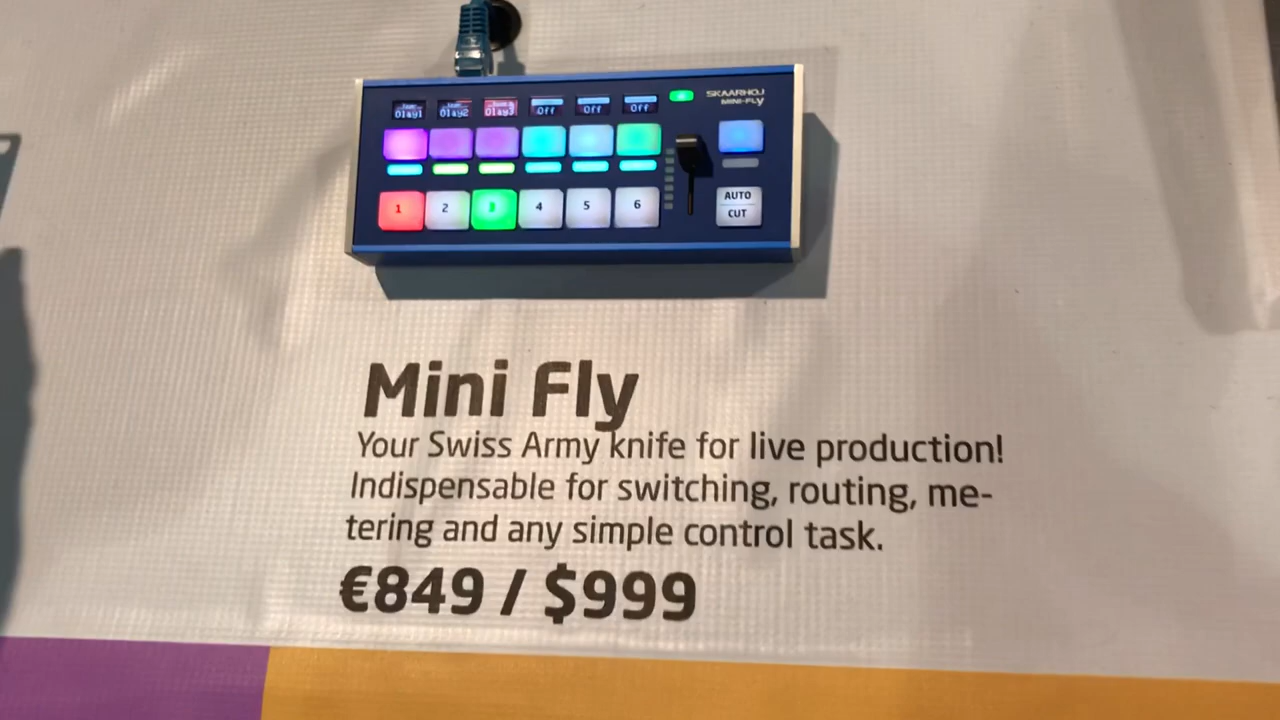 SKAARHOJ
MINI-FLY
Off Off Off
1 2 3 4 5 6
AUTO
CUT
Mini Fly
Your Swiss Army knife for live production!
Indispensable for switching, routing, me-
tering and any simple control task.
€849 / $999